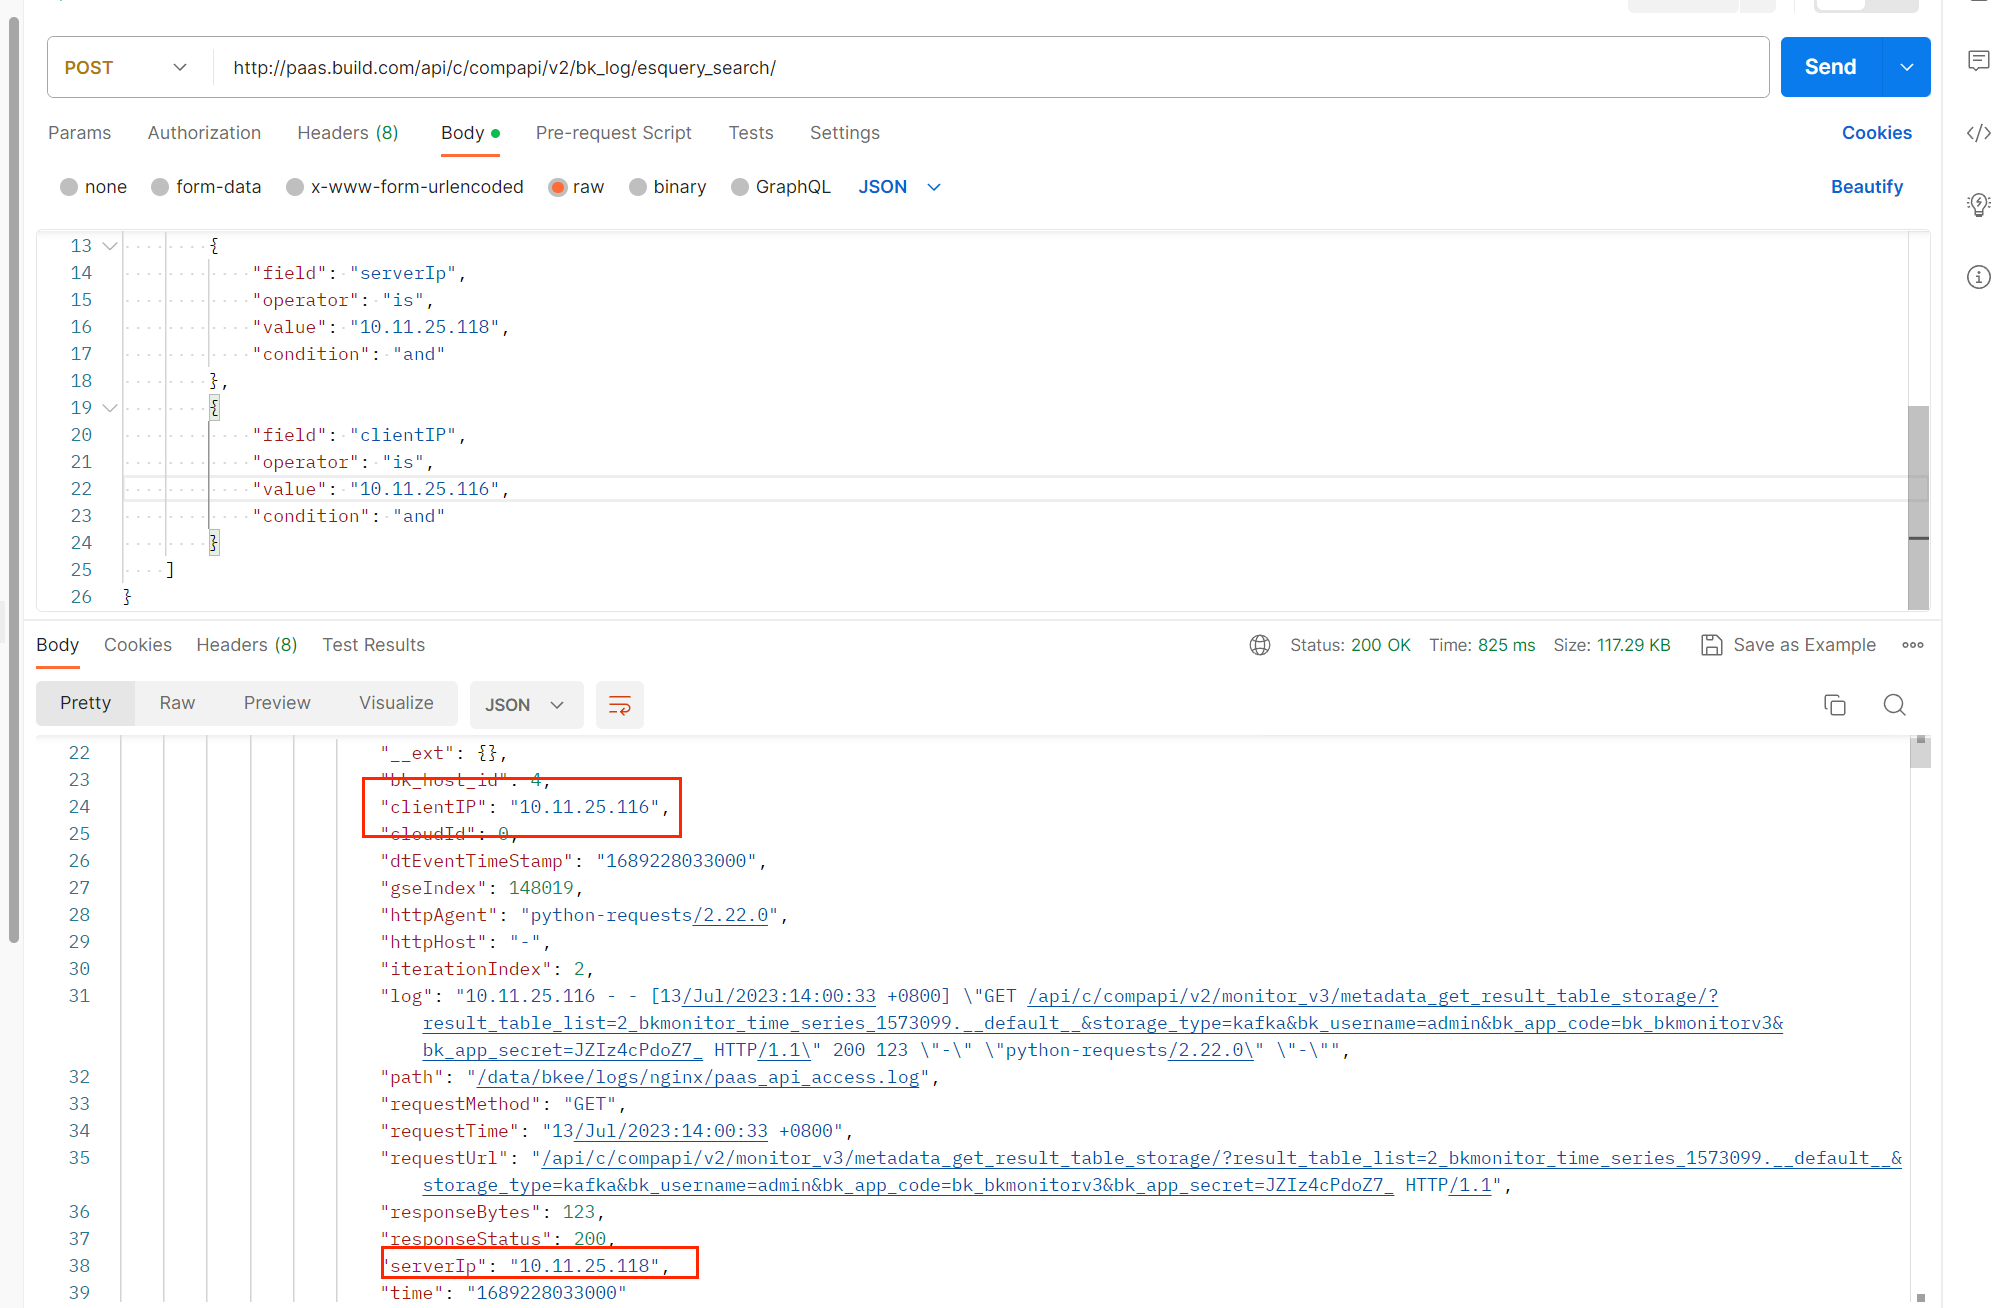 POST
http://paas.build.com/api/c/compapi/v2/bk_log/esquery_search/
Send
Params Authorization Headers (8) Body Pre-request Script Tests Settings Cookies
none form-data x-www-form-urlencoded raw binary GraphQL JSON Beautify
13 {
14 "field": "serverIp",
15 "operator": "is",
16 "value": "10.11.25.118",
17 "condition": "and"
18 },
19 {
20 "field": "clientIP",
21 "operator": "is",
22 "value": "10.11.25.116",
23 "condition": "and"
24 }
25 ]
26 }
Body Cookies Headers (8) Test Results Status: 200 OK Time: 825 ms Size: 117.29 KB Save as Example
Pretty Raw Preview Visualize JSON
22 "__ext": {},
23 "bk_host_id": 4,
24 "clientIP": "10.11.25.116",
25 "cloudId": 0,
26 "dtEventTimeStamp": "1689228033000",
27 "gseIndex": 148019,
28 "httpAgent": "python-requests/2.22.0",
29 "httpHost": "-",
30 "iterationIndex": 2,
31 "log": "10.11.25.116 - - [13/Jul/2023:14:00:33 +0800] \"GET /api/c/compapi/v2/monitor_v3/metadata_get_result_table_storage/?
result_table_list=2_bkmonitor_time_series_1573099.__default__&storage_type=kafka&bk_username=admin&bk_app_code=bk_bkmonitorv3&
bk_app_secret=JZIz4cPdoZ7_ HTTP/1.1\" 200 123 \"-\" \"python-requests/2.22.0\" \"-\"",
32 "path": "/data/bkee/logs/nginx/paas_api_access.log",
33 "requestMethod": "GET",
34 "requestTime": "13/Jul/2023:14:00:33 +0800",
35 "requestUrl": "/api/c/compapi/v2/monitor_v3/metadata_get_result_table_storage/?result_table_list=2_bkmonitor_time_series_1573099.__default__&
storage_type=kafka&bk_username=admin&bk_app_code=bk_bkmonitorv3&bk_app_secret=JZIz4cPdoZ7_ HTTP/1.1",
36 "responseBytes": 123,
37 "responseStatus": 200,
38 "serverIp": "10.11.25.118",
39 "time": "1689228033000"